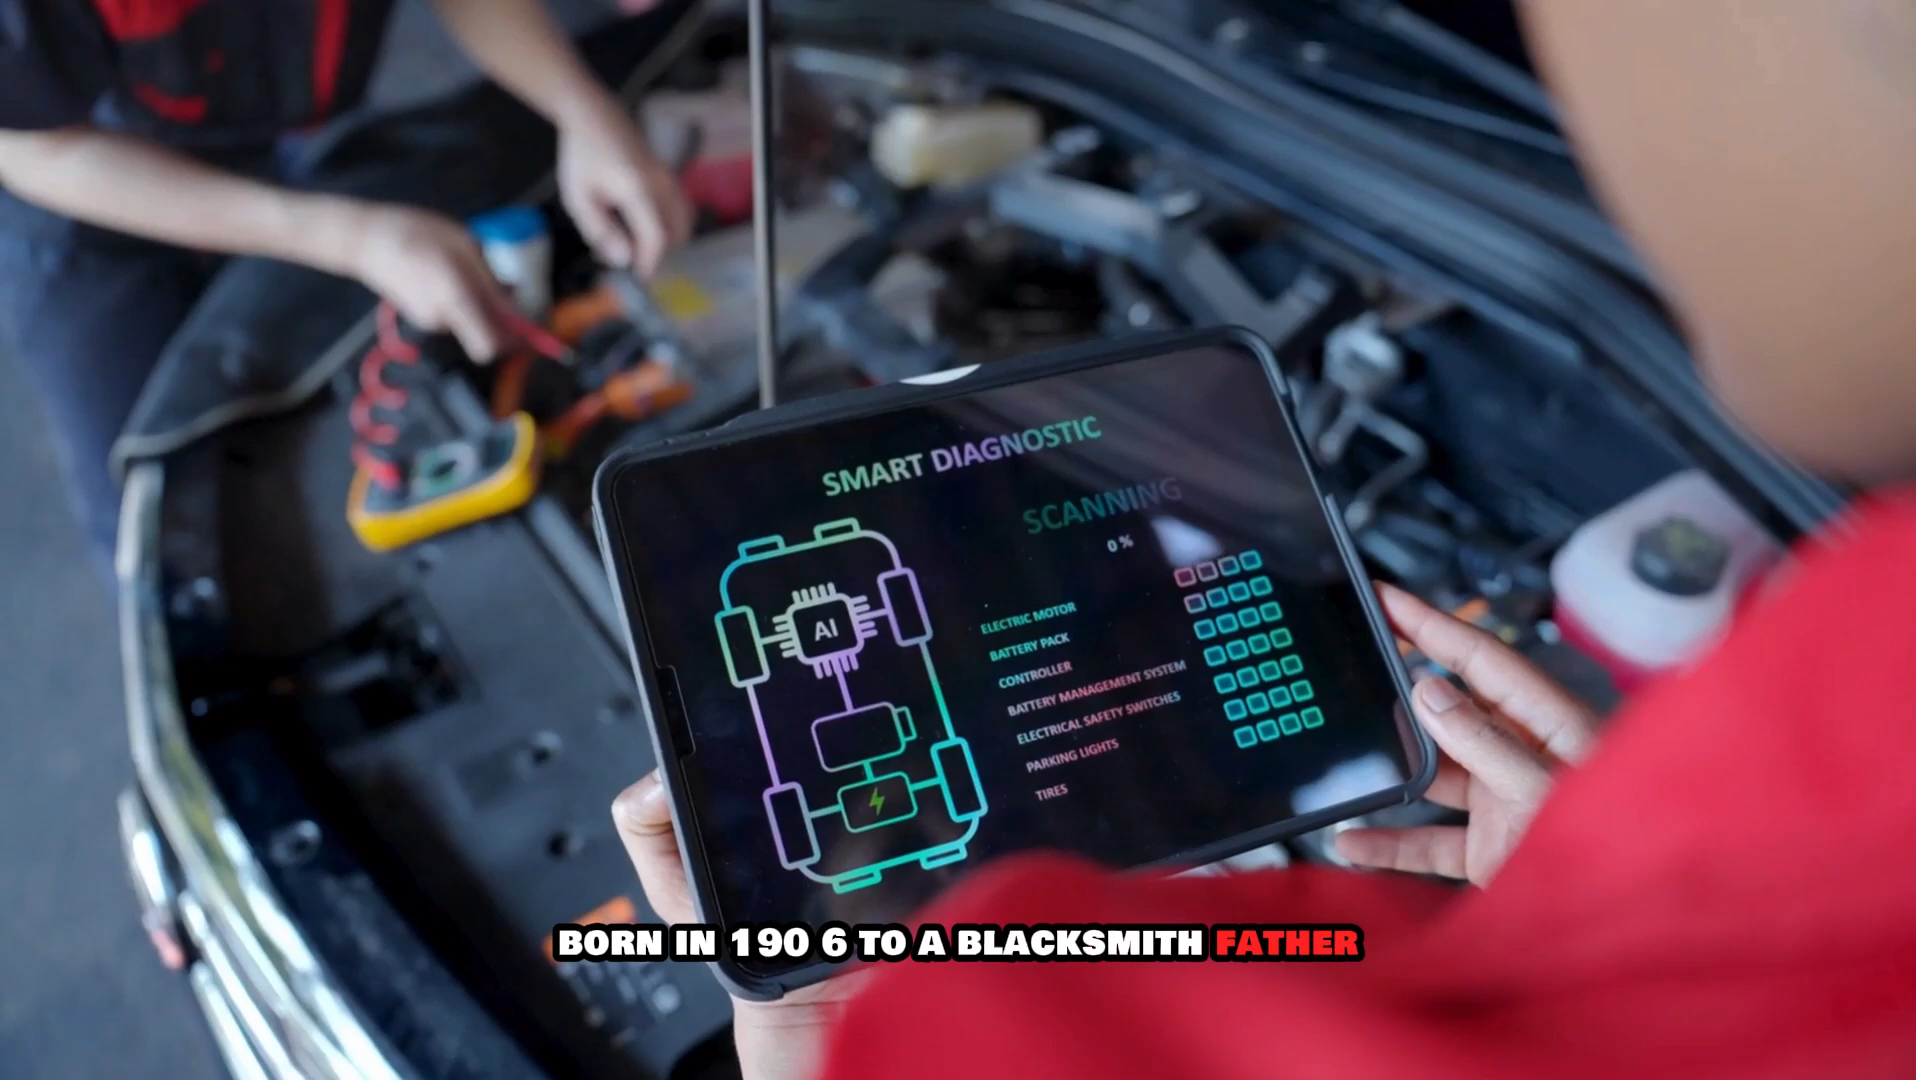 SMART DIAGNOSTIC
SCANNING
0 %
AI
ELECTRIC MOTOR
BATTERY PACK
CONTROLLER
BATTERY MANAGEMENT SYSTEM
ELECTRICAL SAFETY SWITCHES
PARKING LIGHTS
TIRES
BORN IN 190 6 TO A BLACKSMITH FATHER